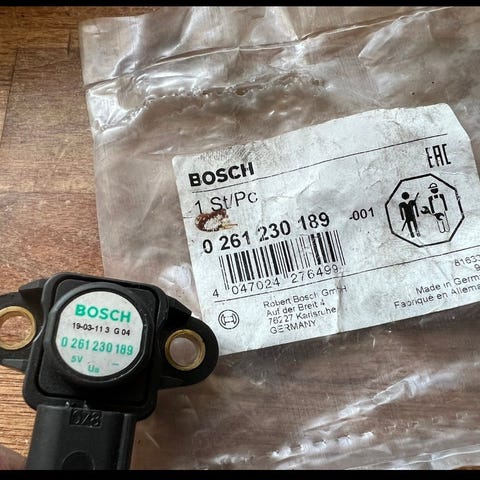 BOSCH
EAC
1 St/Pc
0 261 230 189
-001
4 047024 276499
Robert Bosch GmbH
Auf der Breit 4
76227 Karlsruhe
GERMANY
Made in Germ
Fabriqué en Allema
BOSCH
19-03-11 3 G 04
0 261 230 189
5V